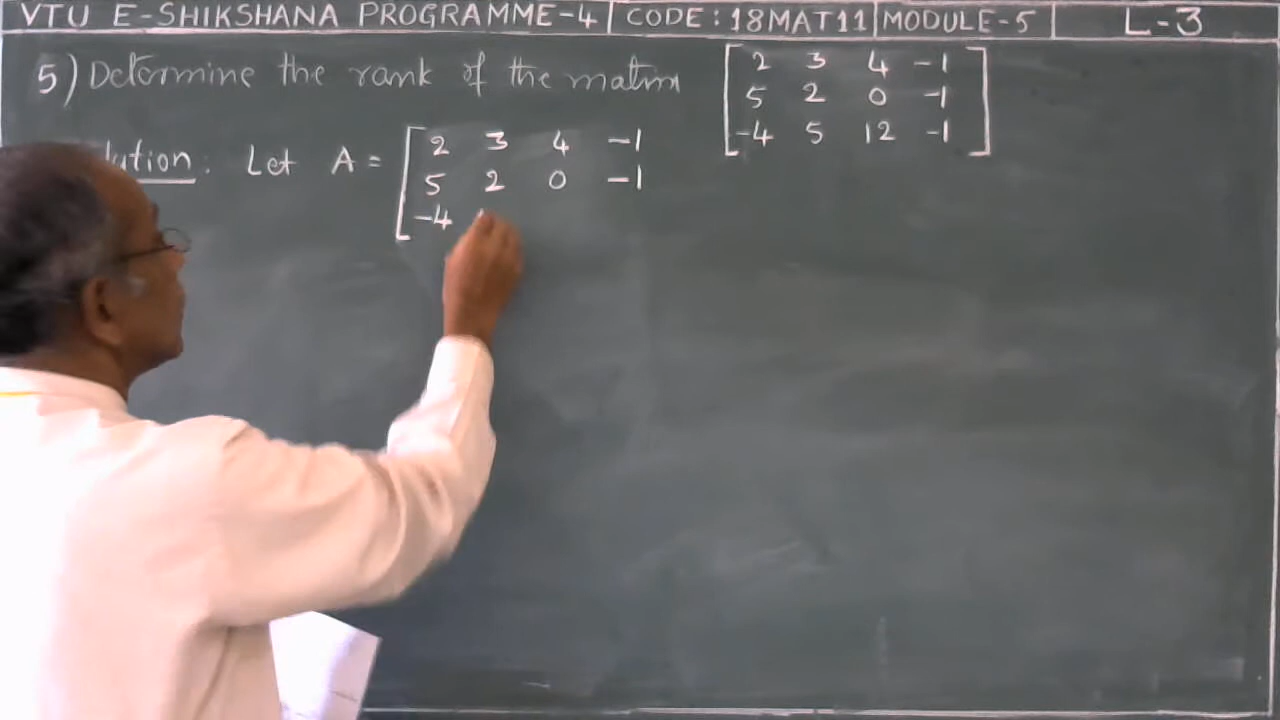 VTU E-SHIKSHANA PROGRAMME-4 CODE: 18MAT11 MODULE-5 L-3
5) Determine the rank of the matrix [2 3 4 -1
5 2 0 -1
-4 5 12 -1]
lution: Let A = [2 3 4 -1
5 2 0 -1
-4